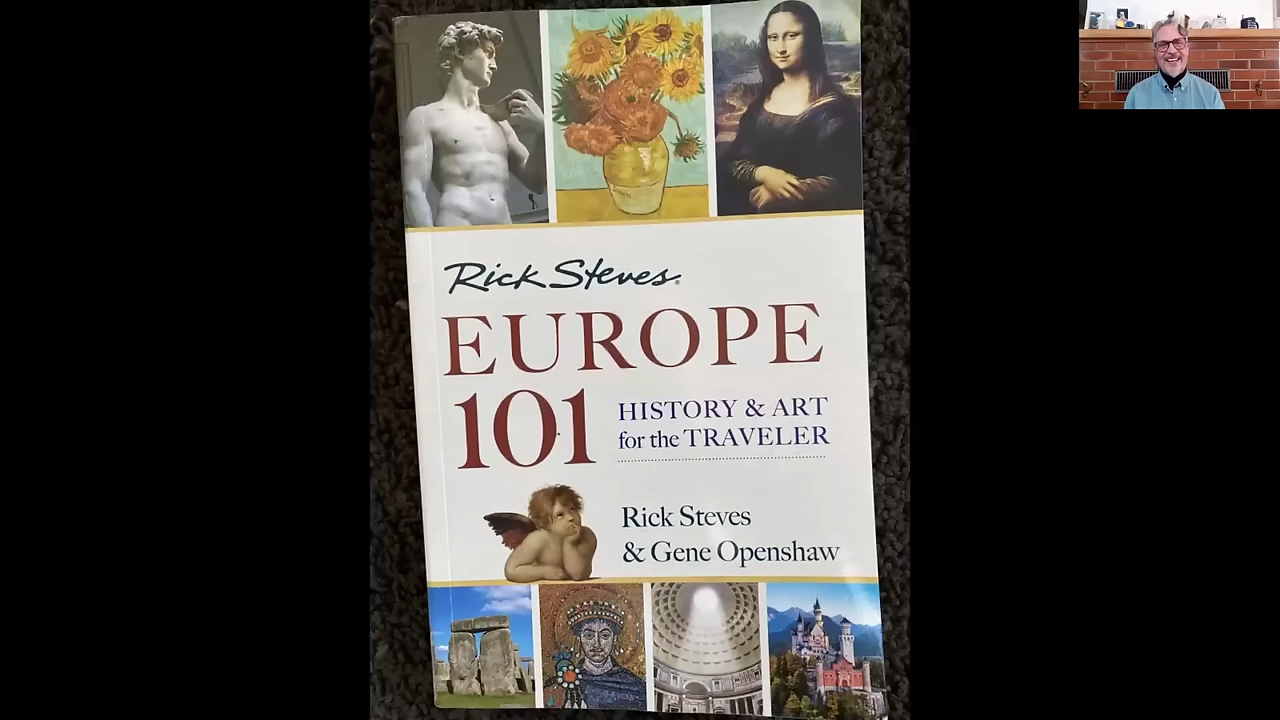 Rick Steves®
EUROPE
101
HISTORY & ART
for the TRAVELER
Rick Steves
& Gene Openshaw